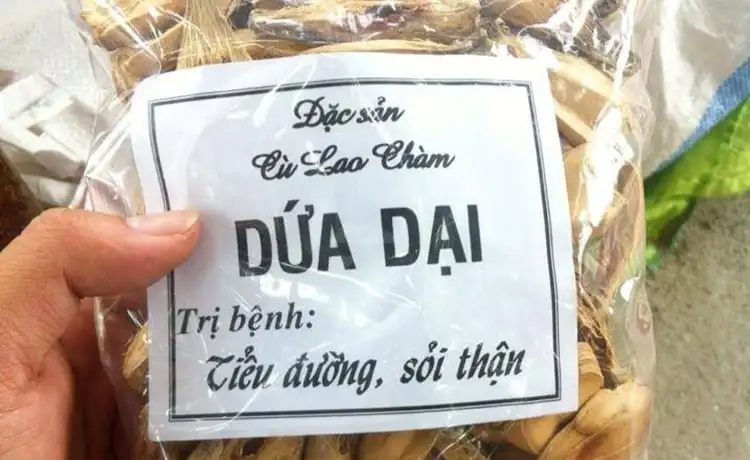 Đặc sản
Cù Lao Chàm
DỨA DẠI
Trị bệnh:
Tiểu đường, sỏi thận